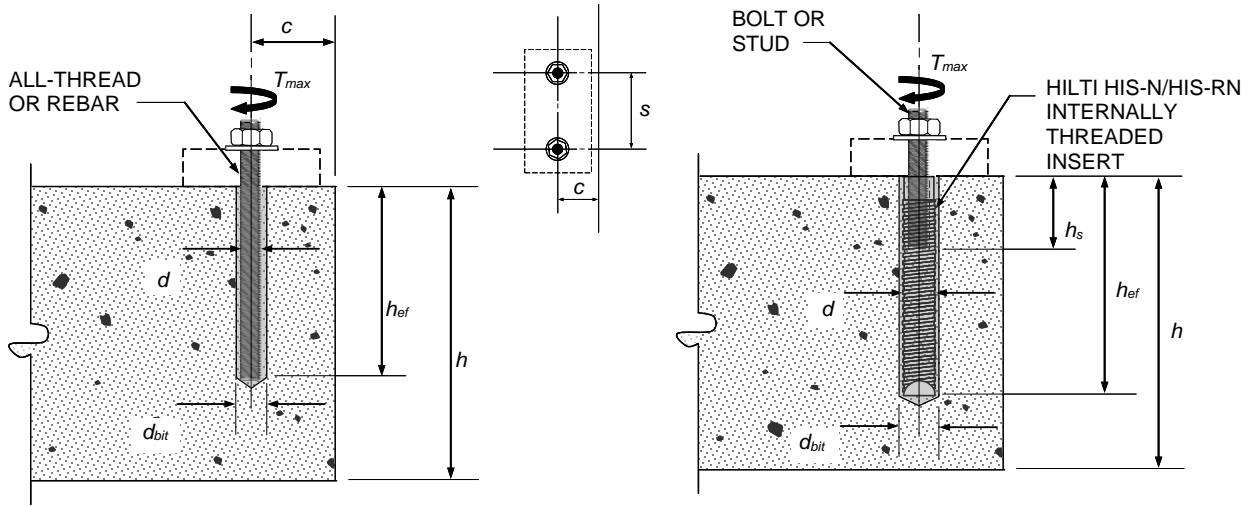 c
T_max
ALL-THREAD
OR REBAR
d
h_ef
h
d_bit
s
c
BOLT OR
STUD
T_max
HILTI HIS-N/HIS-RN
INTERNALLY
THREADED
INSERT
h_s
d
h_ef
h
d_bit